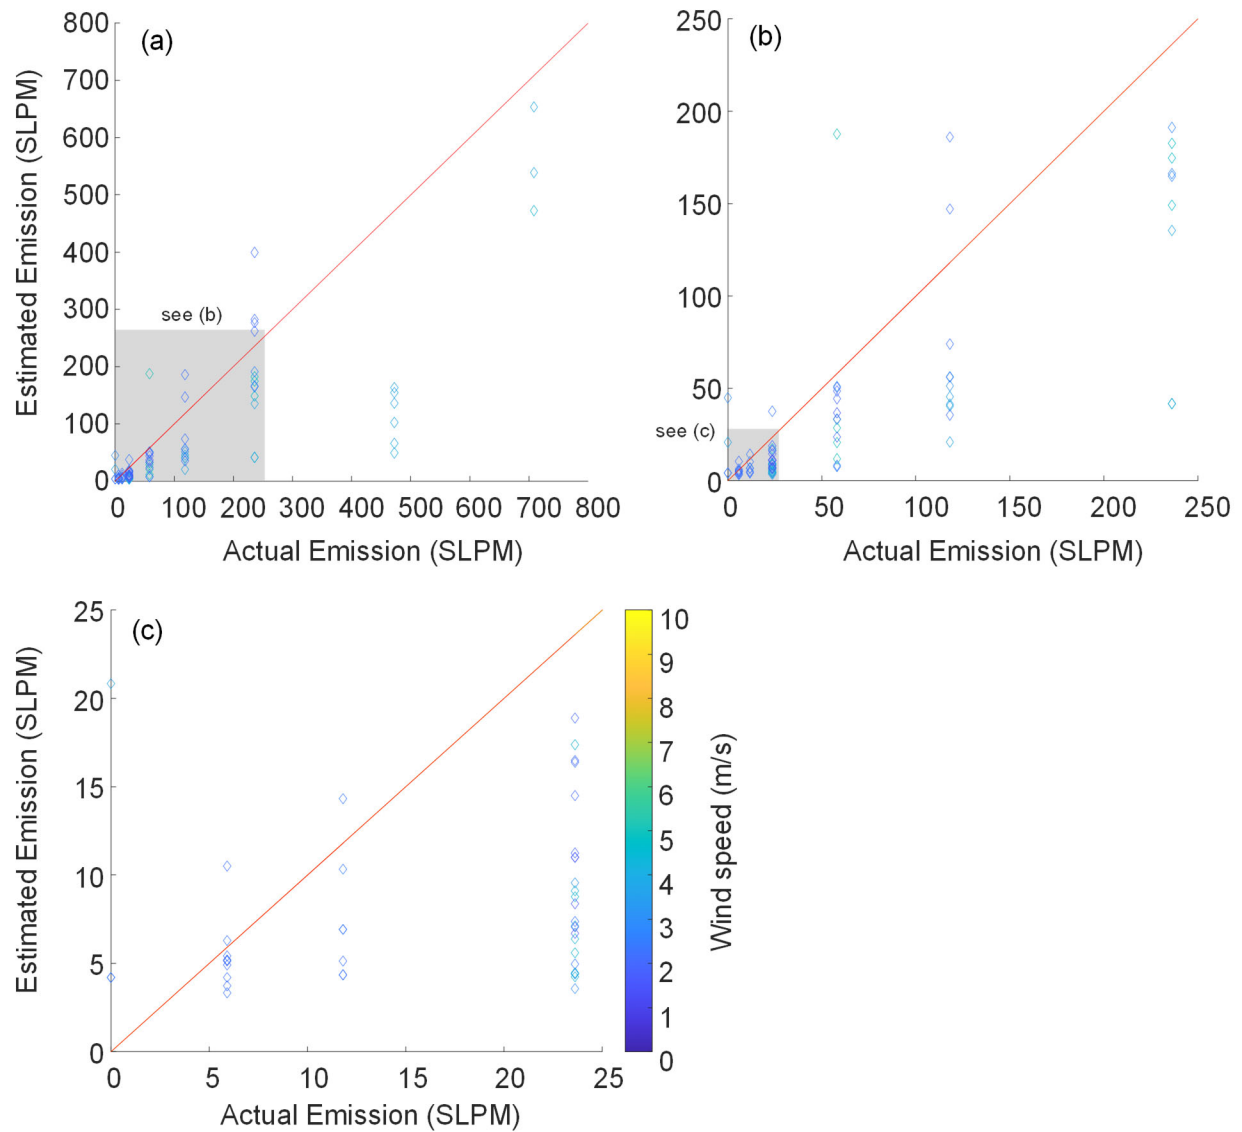 (a)
800
700
600
500
400
300
200
100
0
Estimated Emission (SLPM)
see (b)
0 100 200 300 400 500 600 700 800
Actual Emission (SLPM)
(b)
250
200
150
100
50
0
Estimated Emission (SLPM)
see (c)
0 50 100 150 200 250
Actual Emission (SLPM)
(c)
25
20
15
10
5
0
Estimated Emission (SLPM)
0 5 10 15 20 25
Actual Emission (SLPM)
10
9
8
7
6
5
4
3
2
1
0
Wind speed (m/s)